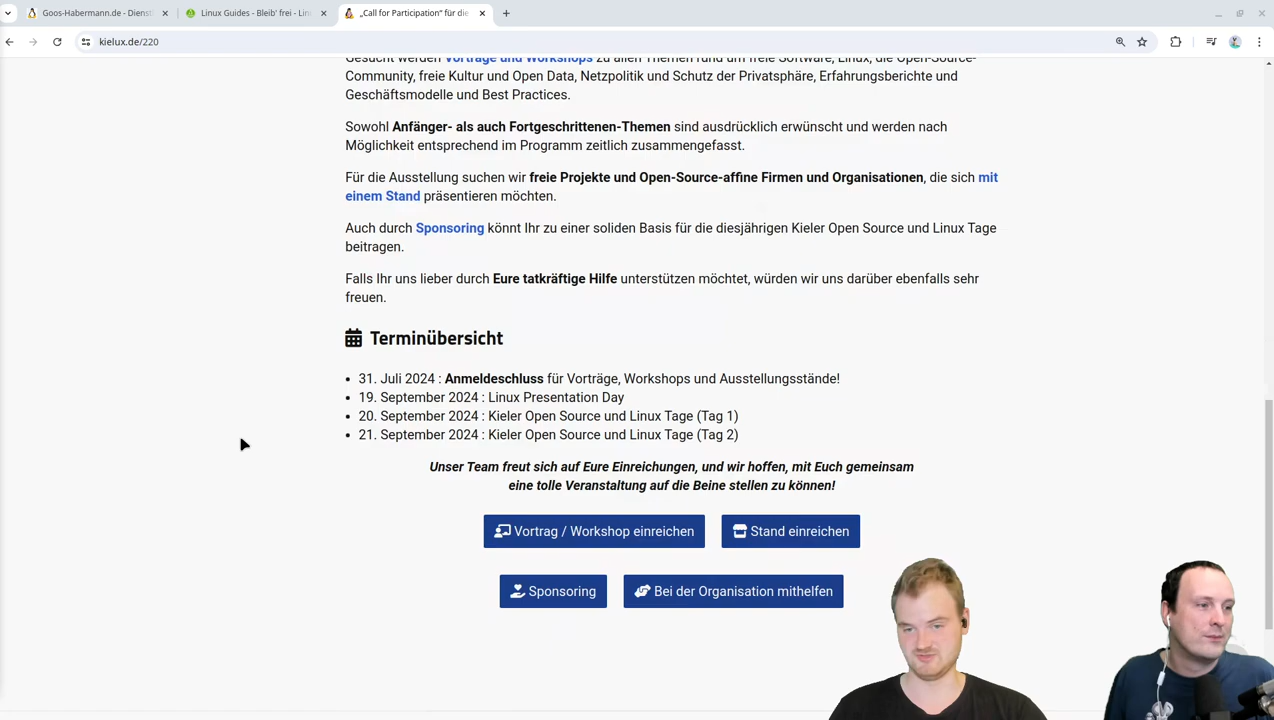 Goos-Habermann.de - Dienstl
Linux Guides - Bleib' frei - Lin
„Call for Participation“ für die
kielux.de/220
Gesucht werden Vorträge und Workshops zu allen Themen rund um freie Software, Linux, die Open-Source-
Community, freie Kultur und Open Data, Netzpolitik und Schutz der Privatsphäre, Erfahrungsberichte und
Geschäftsmodelle und Best Practices.
Sowohl Anfänger- als auch Fortgeschrittenen-Themen sind ausdrücklich erwünscht und werden nach
Möglichkeit entsprechend im Programm zeitlich zusammengefasst.
Für die Ausstellung suchen wir freie Projekte und Open-Source-affine Firmen und Organisationen, die sich mit
einem Stand präsentieren möchten.
Auch durch Sponsoring könnt Ihr zu einer soliden Basis für die diesjährigen Kieler Open Source und Linux Tage
beitragen.
Falls Ihr uns lieber durch Eure tatkräftige Hilfe unterstützen möchtet, würden wir uns darüber ebenfalls sehr
freuen.
Terminübersicht
• 31. Juli 2024 : Anmeldeschluss für Vorträge, Workshops und Ausstellungsstände!
• 19. September 2024 : Linux Presentation Day
• 20. September 2024 : Kieler Open Source und Linux Tage (Tag 1)
• 21. September 2024 : Kieler Open Source und Linux Tage (Tag 2)
Unser Team freut sich auf Eure Einreichungen, und wir hoffen, mit Euch gemeinsam
eine tolle Veranstaltung auf die Beine stellen zu können!
Vortrag / Workshop einreichen
Stand einreichen
Sponsoring
Bei der Organisation mithelfen